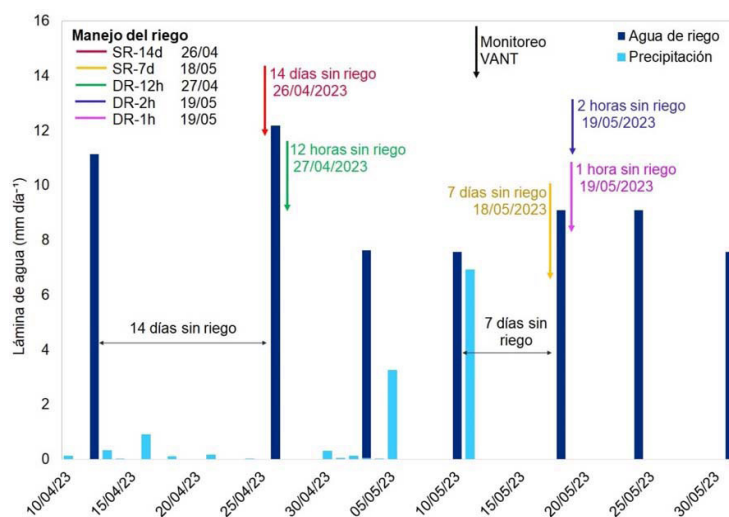 16
14
12
10
8
6
4
2
0
Lámina de agua (mm día⁻¹)
Manejo del riego
SR-14d 26/04
SR-7d 18/05
DR-12h 27/04
DR-2h 19/05
DR-1h 19/05
Monitoreo
VANT
Agua de riego
Precipitación
14 días sin riego
26/04/2023
12 horas sin riego
27/04/2023
2 horas sin riego
19/05/2023
7 días sin riego
18/05/2023
1 hora sin riego
19/05/2023
14 días sin riego
7 días sin
riego
10/04/23
15/04/23
20/04/23
25/04/23
30/04/23
05/05/23
10/05/23
15/05/23
20/05/23
25/05/23
30/05/23